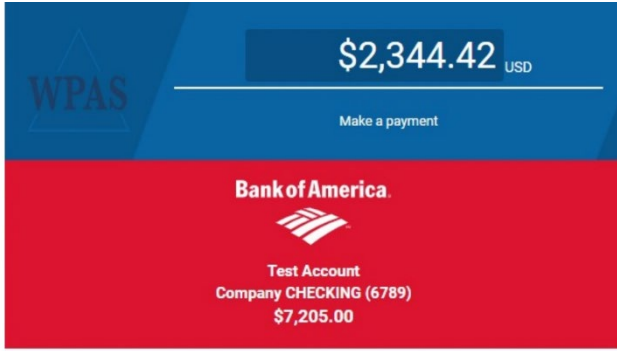 $2,344.42 USD
WPAS
Make a payment
Bank of America.
Test Account
Company CHECKING (6789)
$7,205.00